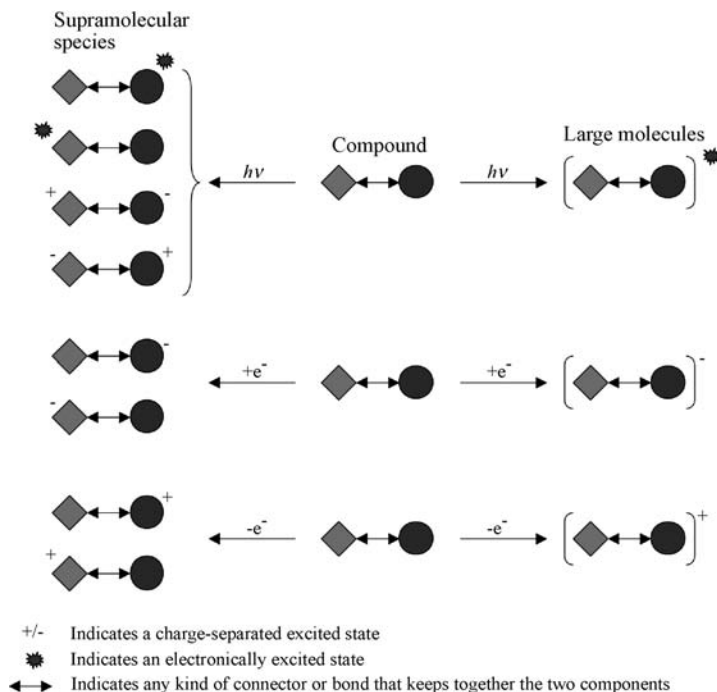 Supramolecular
species
Compound
Large molecules
hν
hν
+
-
-
+
-
+e-
+e-
-
-
+
-e-
-e-
+
+
+/- Indicates a charge-separated excited state
Indicates an electronically excited state
Indicates any kind of connector or bond that keeps together the two components